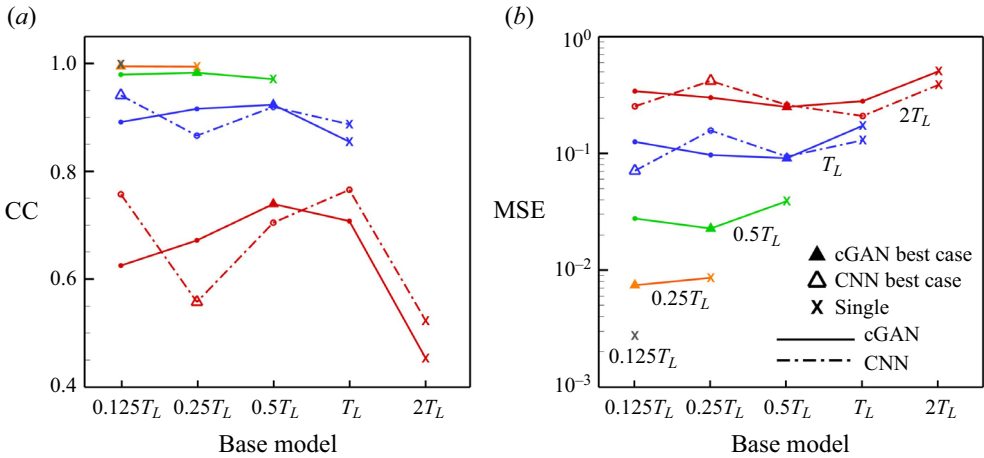 (a)
1.0
0.8
CC
0.6
0.4
0.125T_L 0.25T_L 0.5T_L T_L 2T_L
Base model
(b)
10^0
2T_L
10^−1
T_L
MSE
0.5T_L
cGAN best case
CNN best case
10^−2
0.25T_L
Single
cGAN
0.125T_L
CNN
10^−3
0.125T_L 0.25T_L 0.5T_L T_L 2T_L
Base model